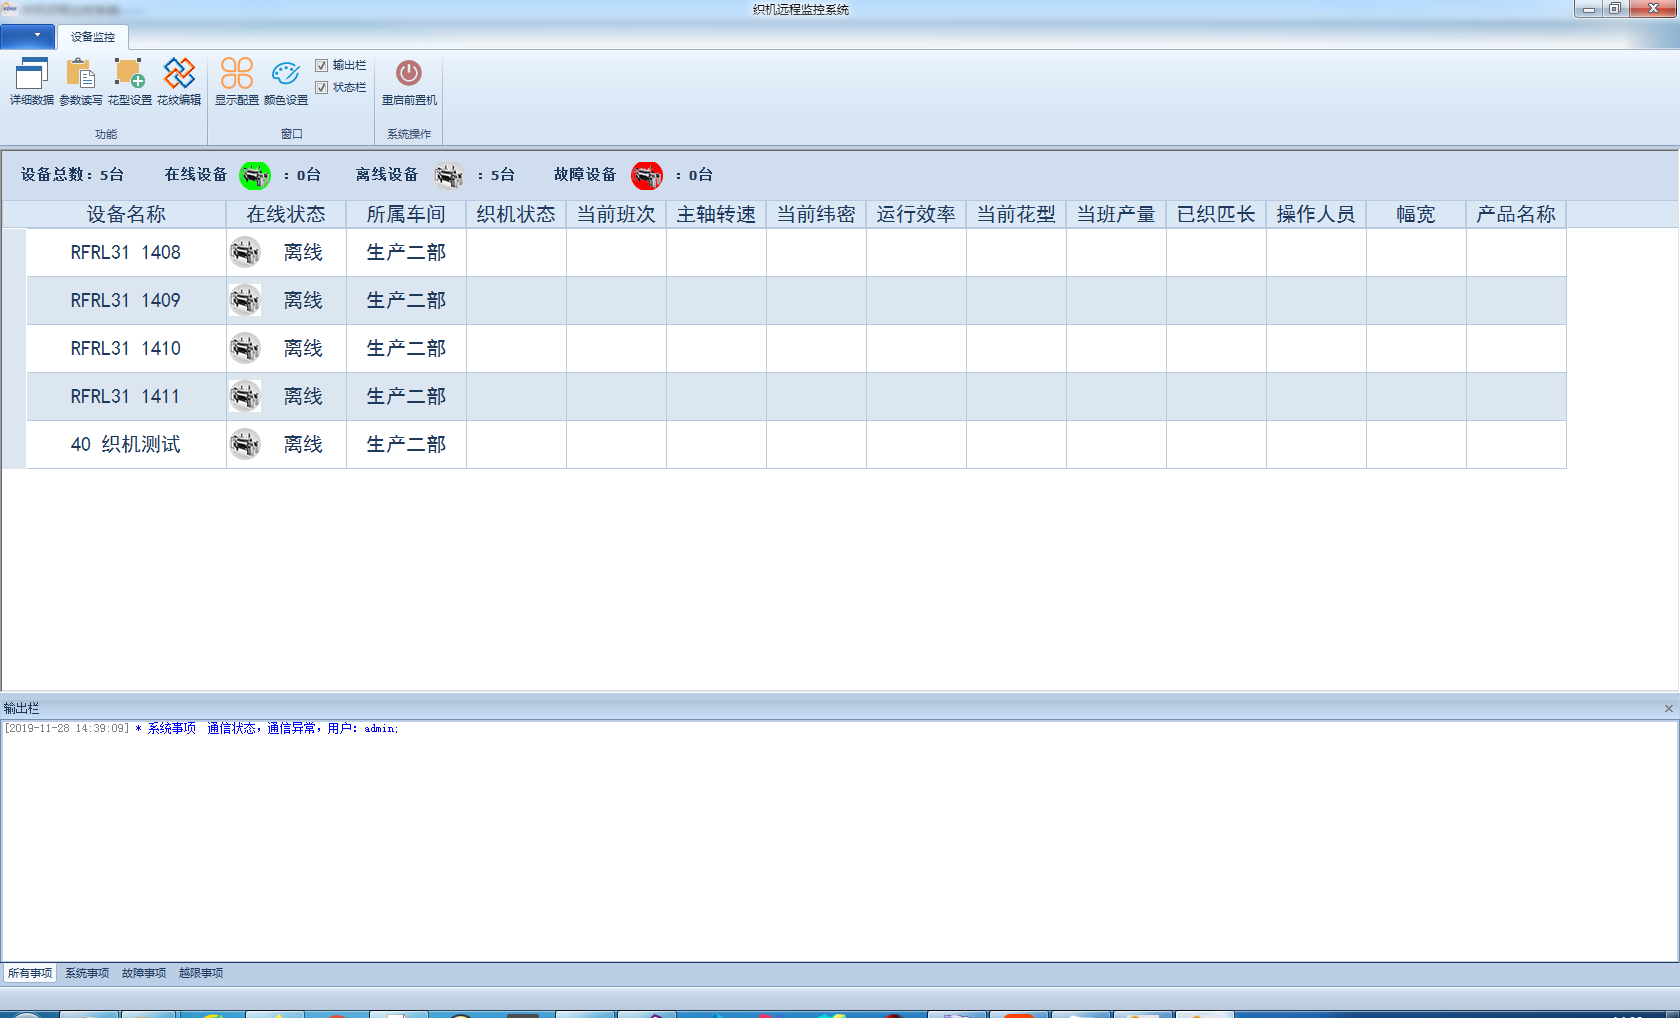 织机远程监控系统
设备监控
详细数据 参数读写 花型设置 花纹编辑 显示配置 颜色设置 输出栏 状态栏 重启前置机
功能 窗口 系统操作
设备总数: 5台 在线设备 : 0台 离线设备 : 5台 故障设备 : 0台
设备名称 在线状态 所属车间 织机状态 当前班次 主轴转速 当前纬密 运行效率 当前花型 当班产量 已织匹长 操作人员 幅宽 产品名称
RFRL31 1408 离线 生产二部
RFRL31 1409 离线 生产二部
RFRL31 1410 离线 生产二部
RFRL31 1411 离线 生产二部
40 织机测试 离线 生产二部
输出栏
[2019-11-28 14:39:09] * 系统事项 通信状态, 通信异常, 用户: admin;
所有事项 系统事项 故障事项 越限事项